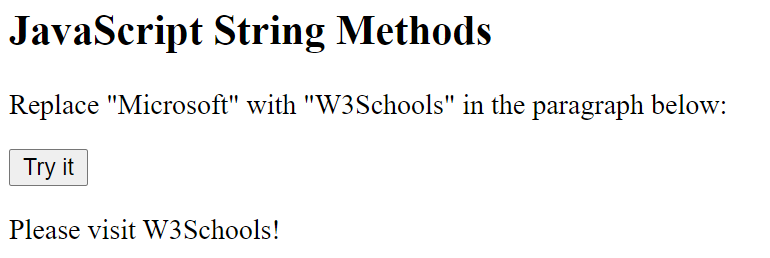 JavaScript String Methods
Replace "Microsoft" with "W3Schools" in the paragraph below:
Try it
Please visit W3Schools!